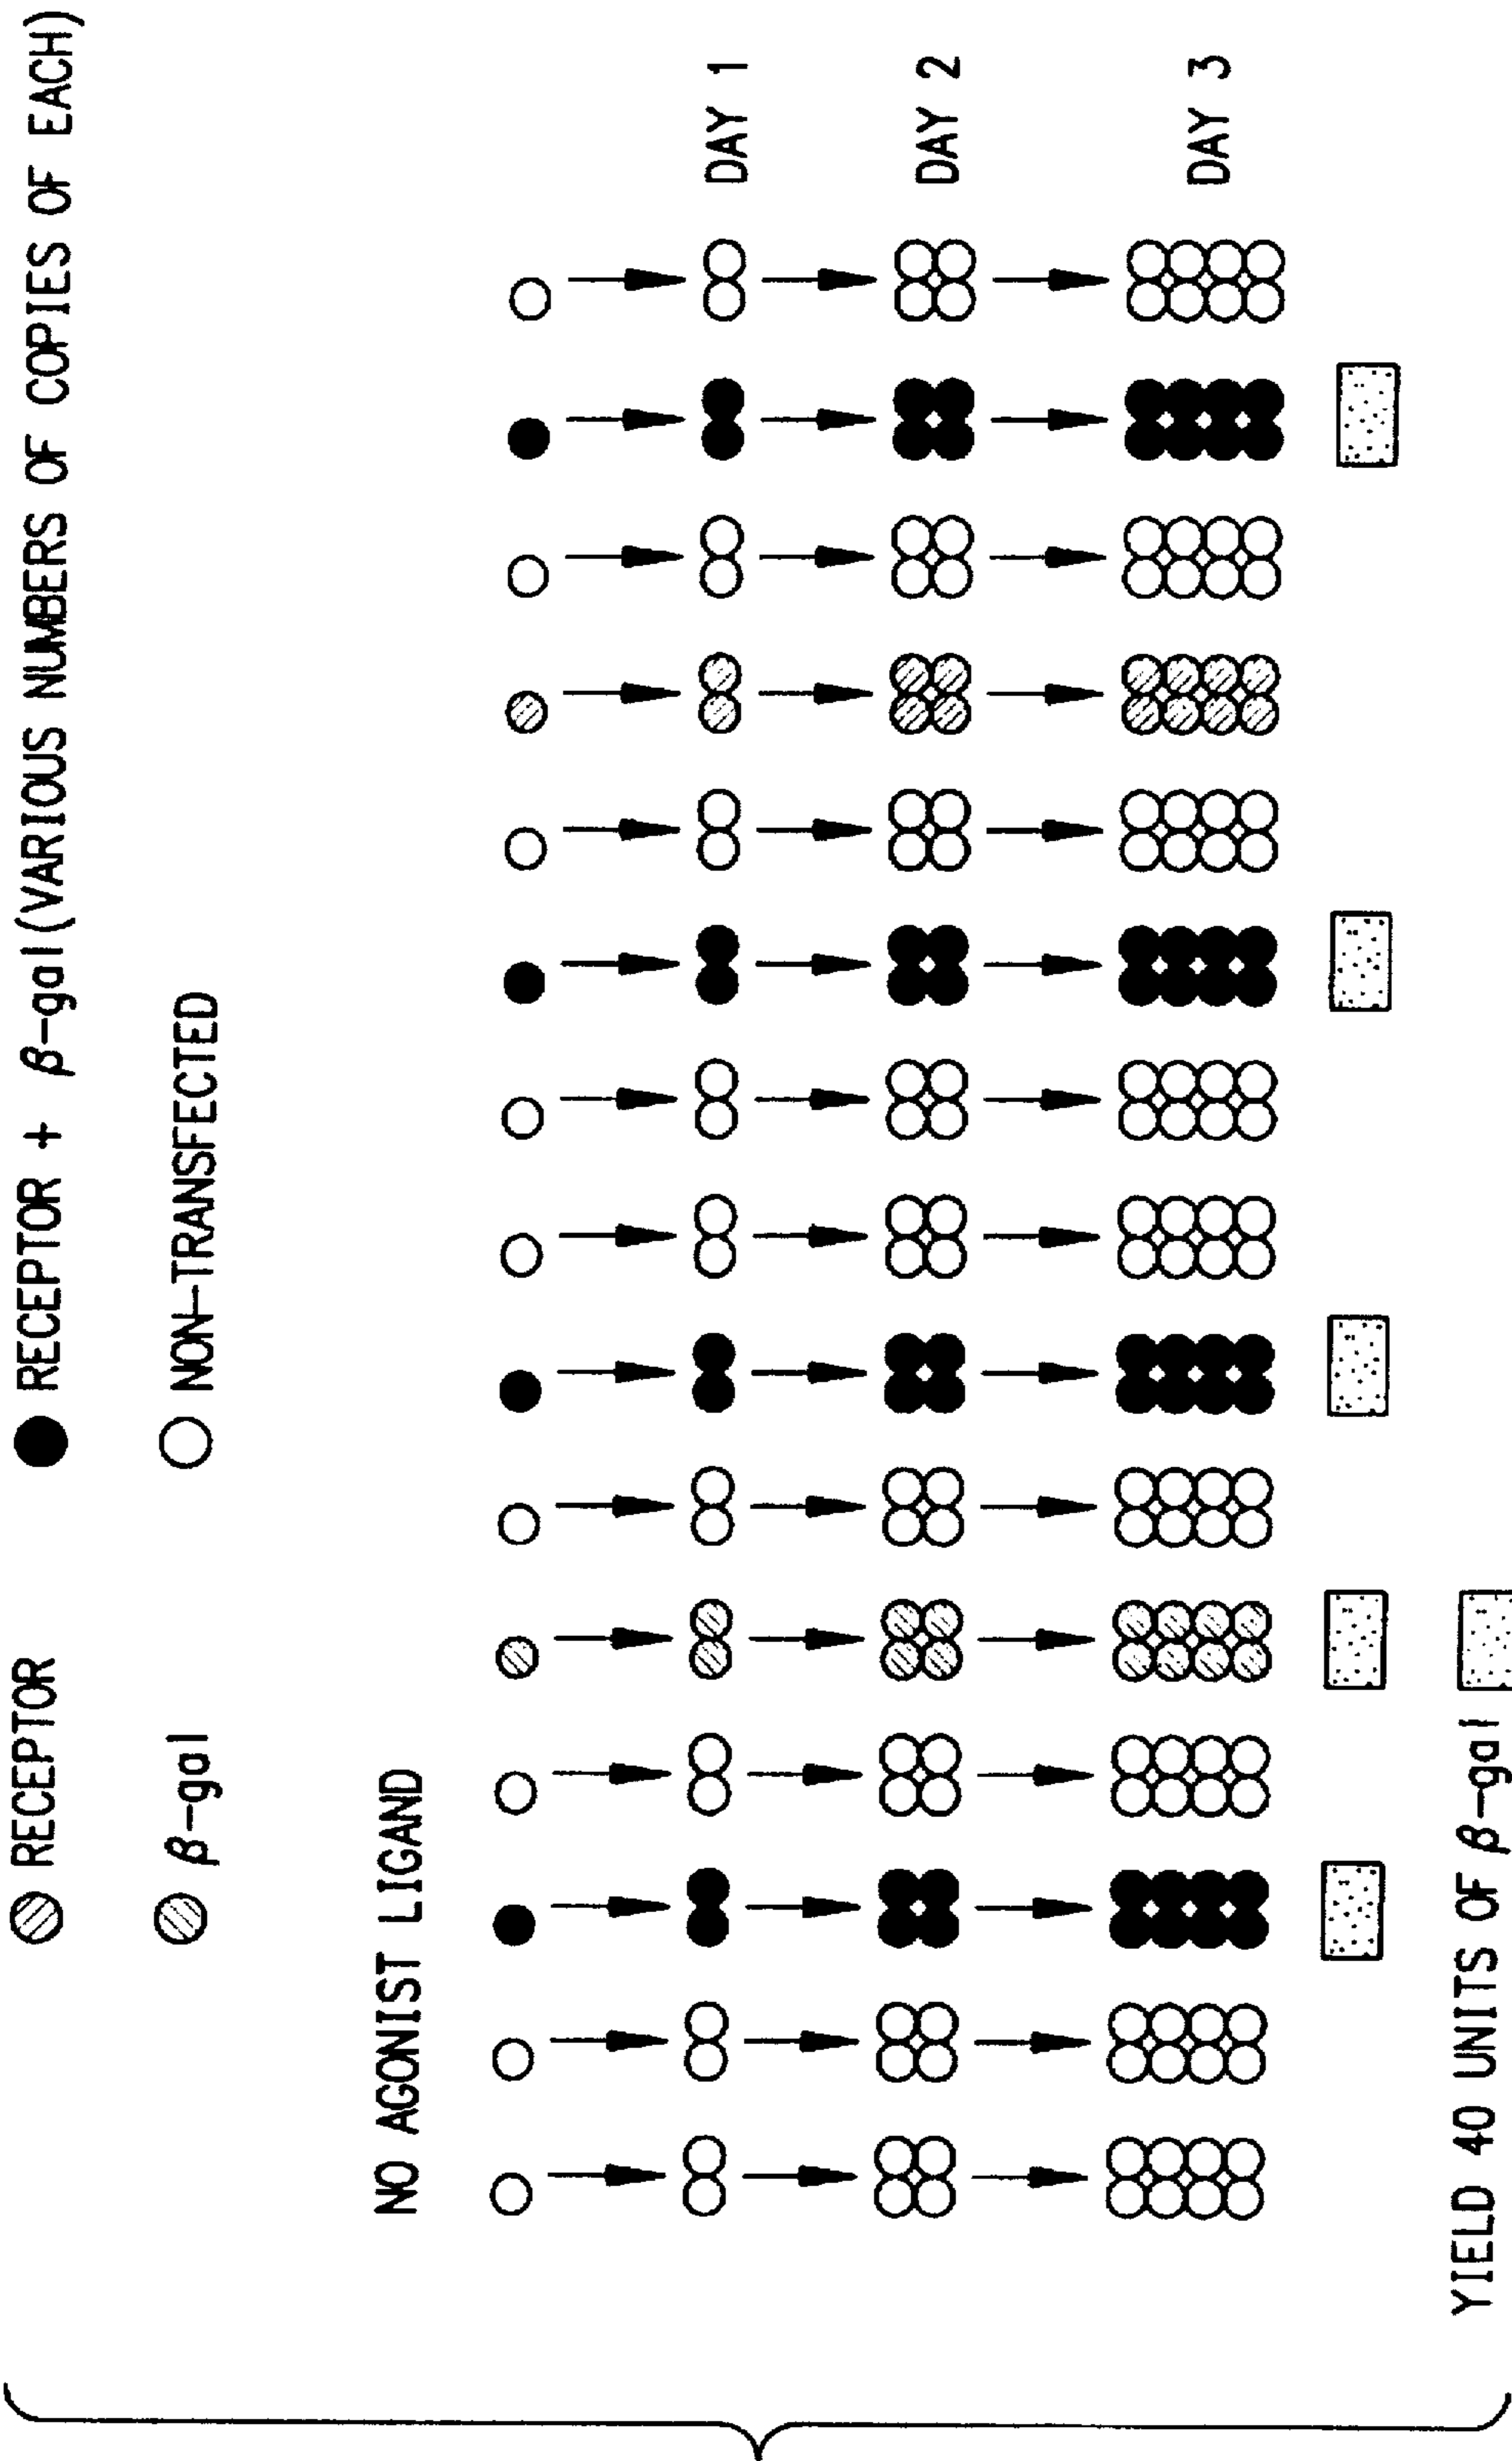 RECEPTOR
RECEPTOR + β-gal (VARIOUS NUMBERS OF COPIES OF EACH)
β-gal
NON-TRANSFECTED
NO AGONIST LIGAND
DAY 1
DAY 2
DAY 3
YIELD 40 UNITS OF β-gal